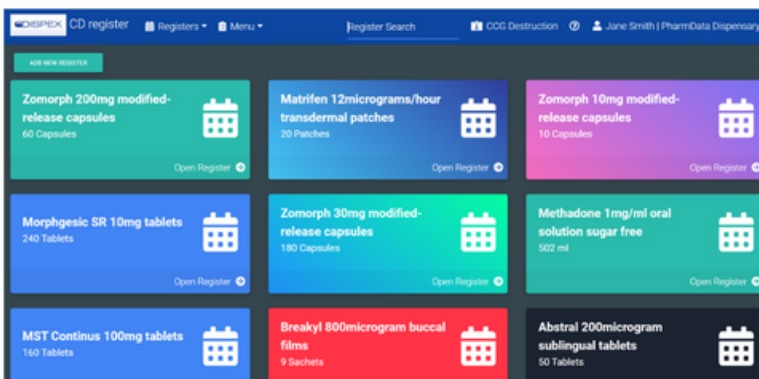 DISPEX CD register Registers Menu Register Search CCG Destruction Jane Smith | PharmData Dispensary
ADD NEW REGISTER
Zomorph 200mg modified-
release capsules
60 Capsules
Open Register
Matrifen 12micrograms/hour
transdermal patches
20 Patches
Open Register
Zomorph 10mg modified-
release capsules
10 Capsules
Open Register
Morphgesic SR 10mg tablets
240 Tablets
Open Register
Zomorph 30mg modified-
release capsules
180 Capsules
Open Register
Methadone 1mg/ml oral
solution sugar free
502 ml
Open Register
MST Continus 100mg tablets
160 Tablets
Breakyl 800microgram buccal
films
9 Sachets
Abstral 200microgram
sublingual tablets
50 Tablets